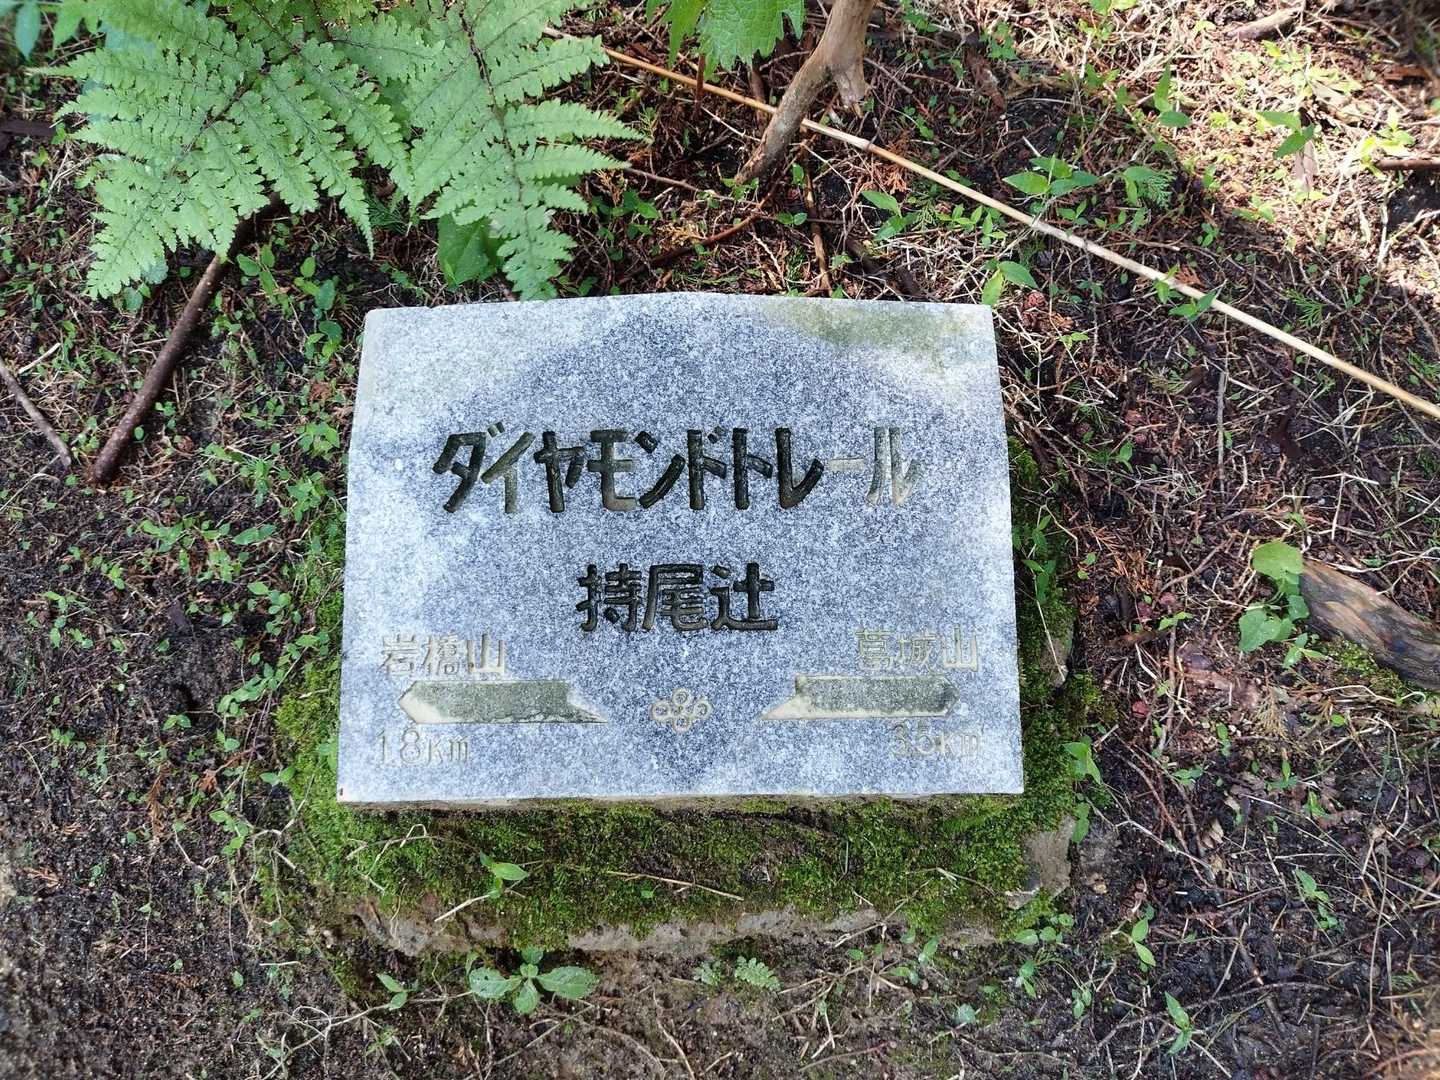 ダイヤモンドトレール
持尾辻
岩橋山 葛城山
1.8Km 3.5Km